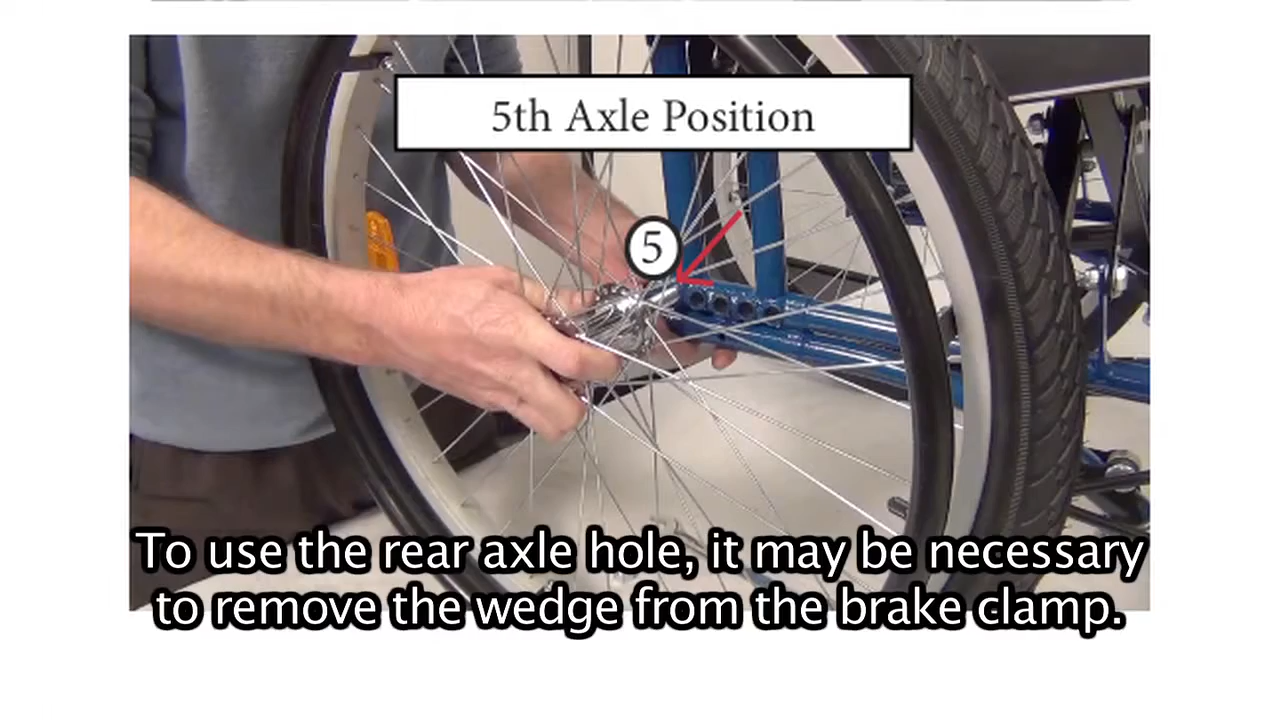 5th Axle Position
5
To use the rear axle hole, it may be necessary
to remove the wedge from the brake clamp.